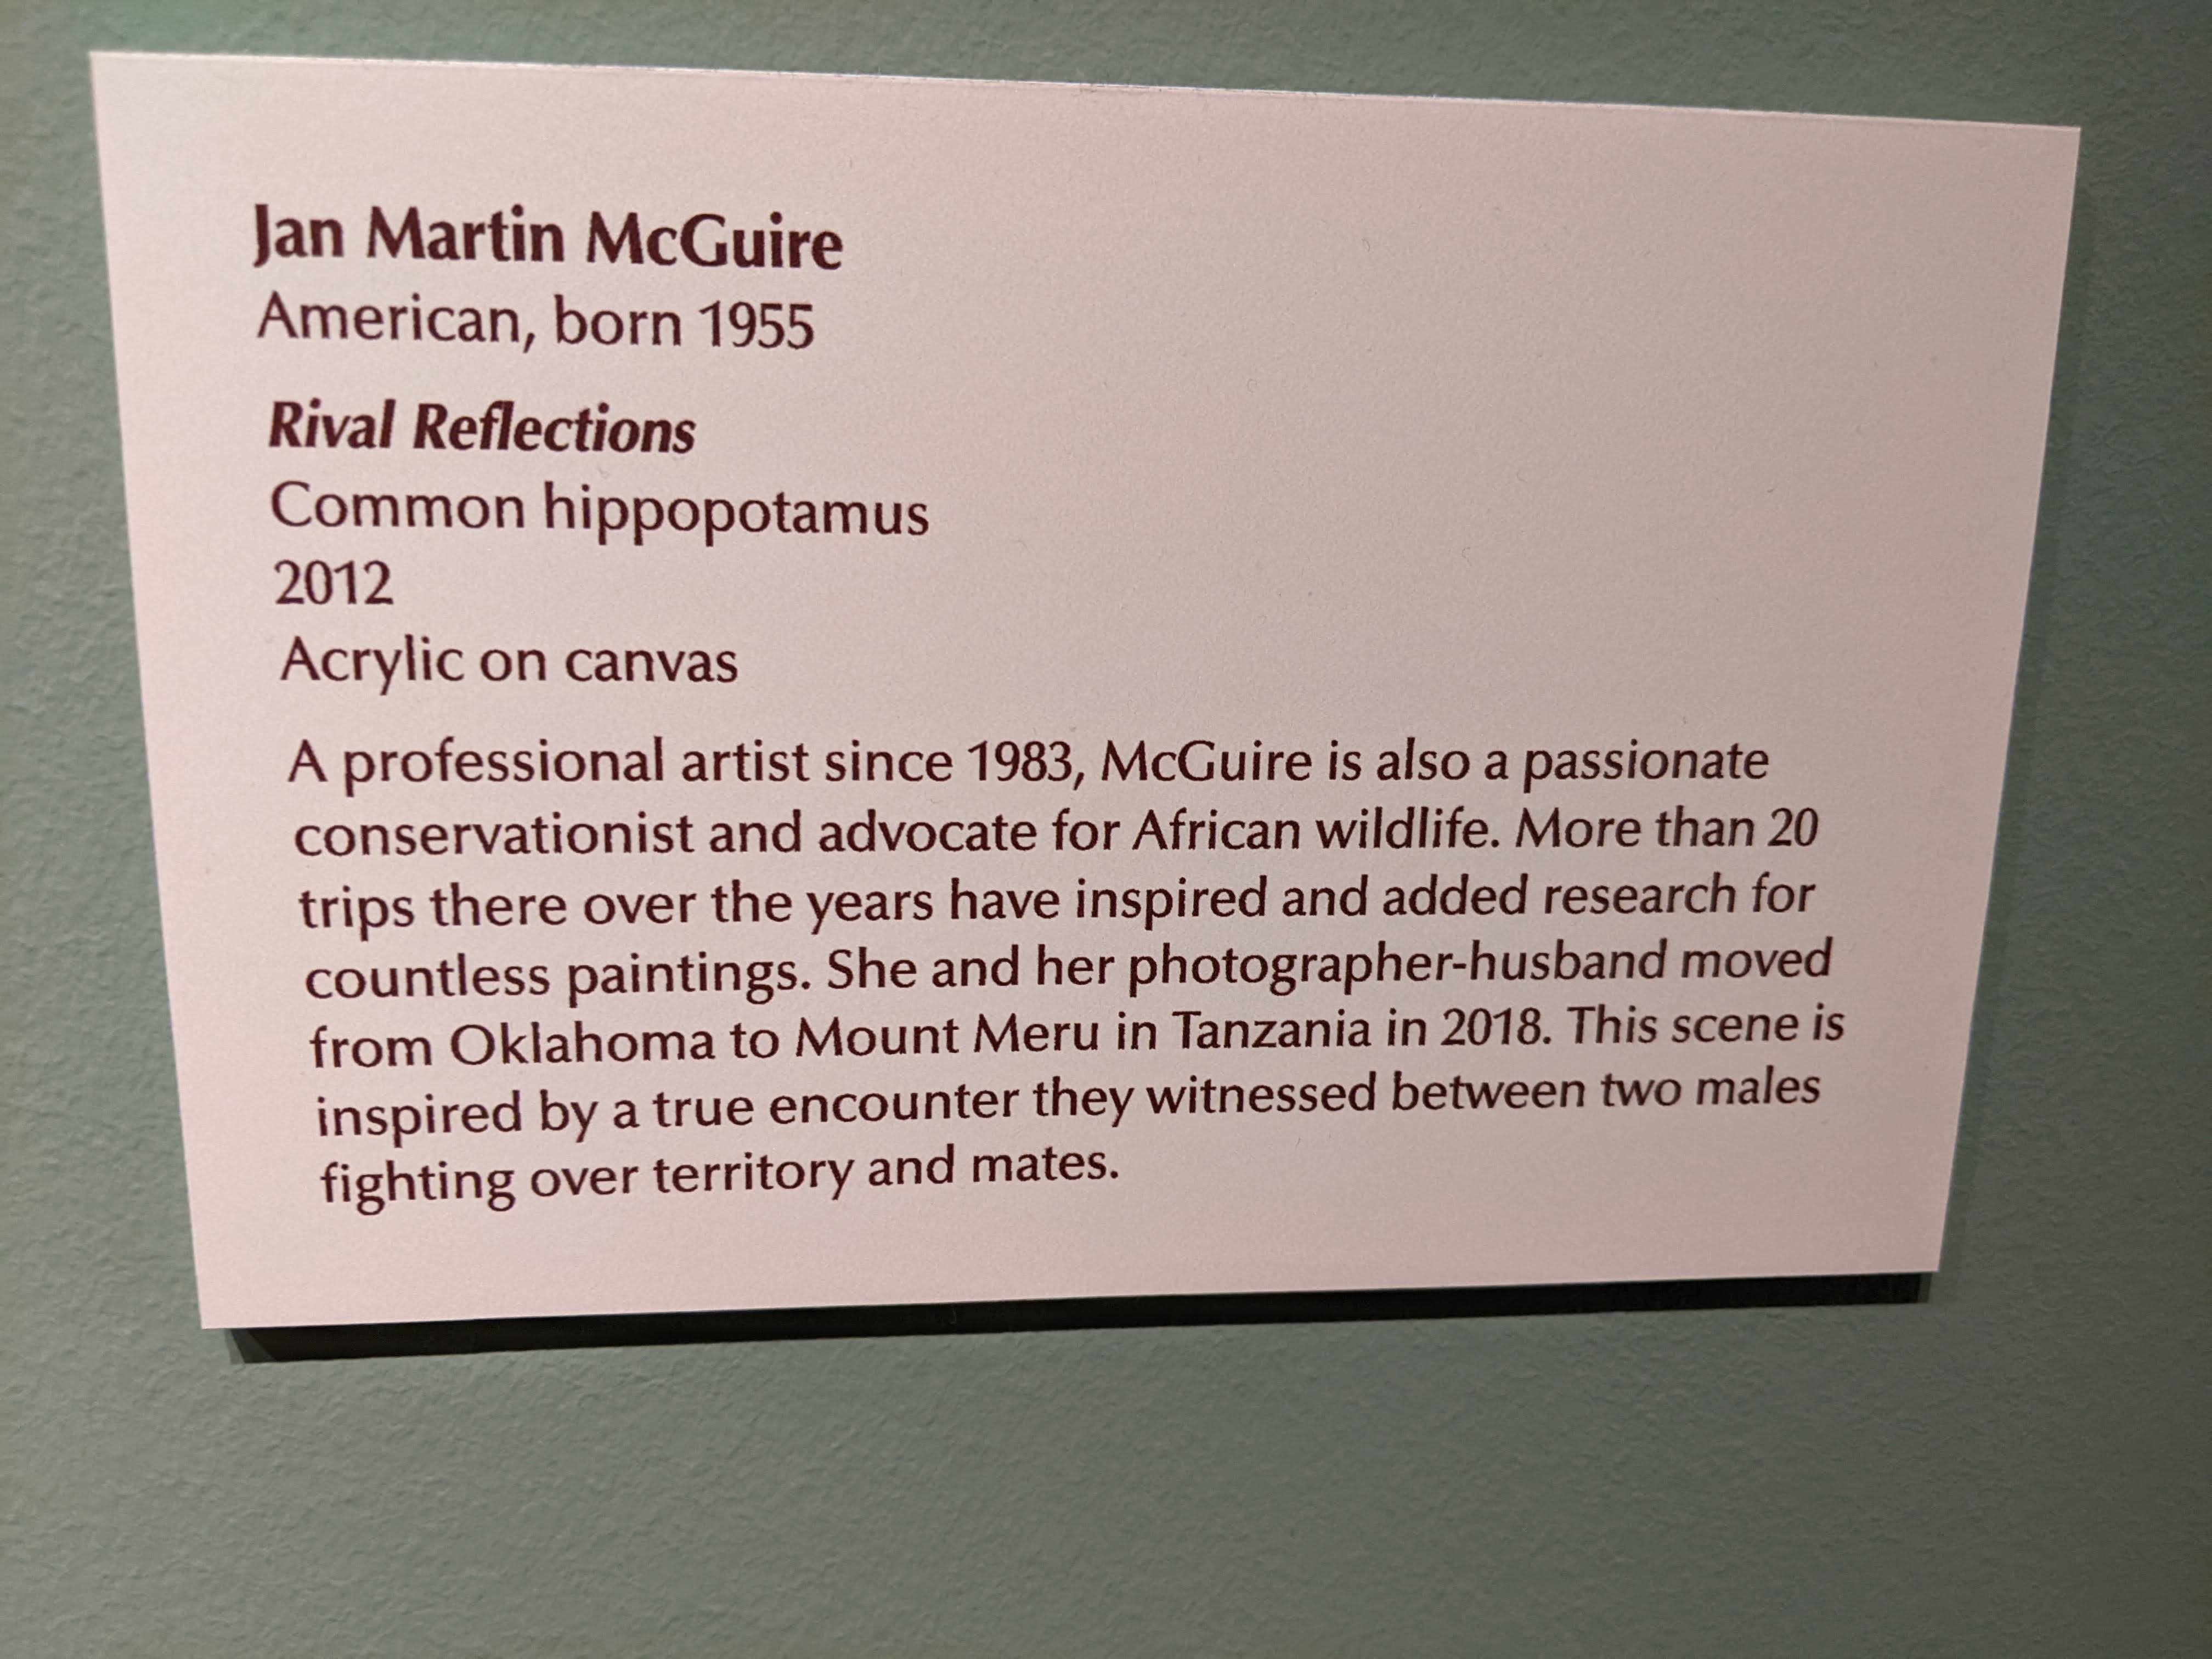 Jan Martin McGuire
American, born 1955
Rival Reflections
Common hippopotamus
2012
Acrylic on canvas
A professional artist since 1983, McGuire is also a passionate
conservationist and advocate for African wildlife. More than 20
trips there over the years have inspired and added research for
countless paintings. She and her photographer-husband moved
from Oklahoma to Mount Meru in Tanzania in 2018. This scene is
inspired by a true encounter they witnessed between two males
fighting over territory and mates.